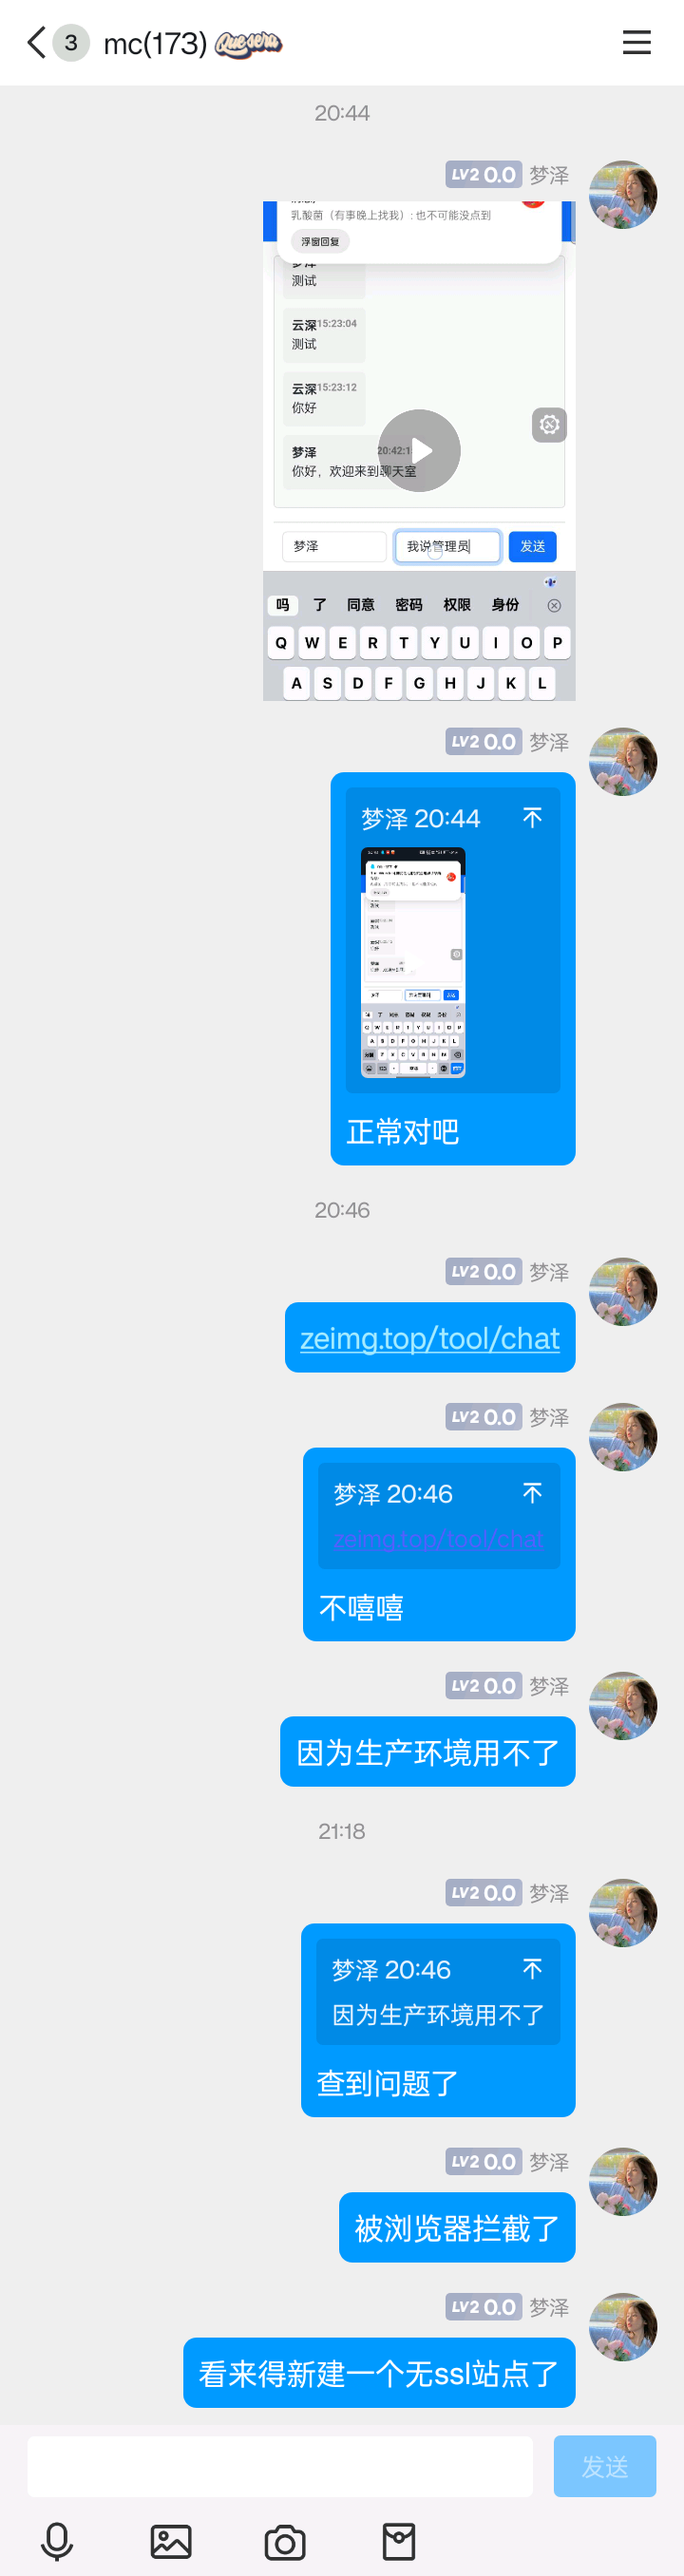 3 mc(173) Que sera
20:44
LV2 0.0 梦泽
乳酸菌（有事晚上找我）: 也不可能没点到
浮窗回复
梦泽
测试
云深15:23:04
测试
云深15:23:12
你好
梦泽 20:42:1
你好，欢迎来到聊天室
梦泽 我说管理员 发送
吗 了 同意 密码 权限 身份
Q W E R T Y U I O P
A S D F G H J K L
LV2 0.0 梦泽
梦泽 20:44
正常对吧
20:46
LV2 0.0 梦泽
zeimg.top/tool/chat
LV2 0.0 梦泽
梦泽 20:46
zeimg.top/tool/chat
不嘻嘻
LV2 0.0 梦泽
因为生产环境用不了
21:18
LV2 0.0 梦泽
梦泽 20:46
因为生产环境用不了
查到问题了
LV2 0.0 梦泽
被浏览器拦截了
LV2 0.0 梦泽
看来得新建一个无ssl站点了
发送